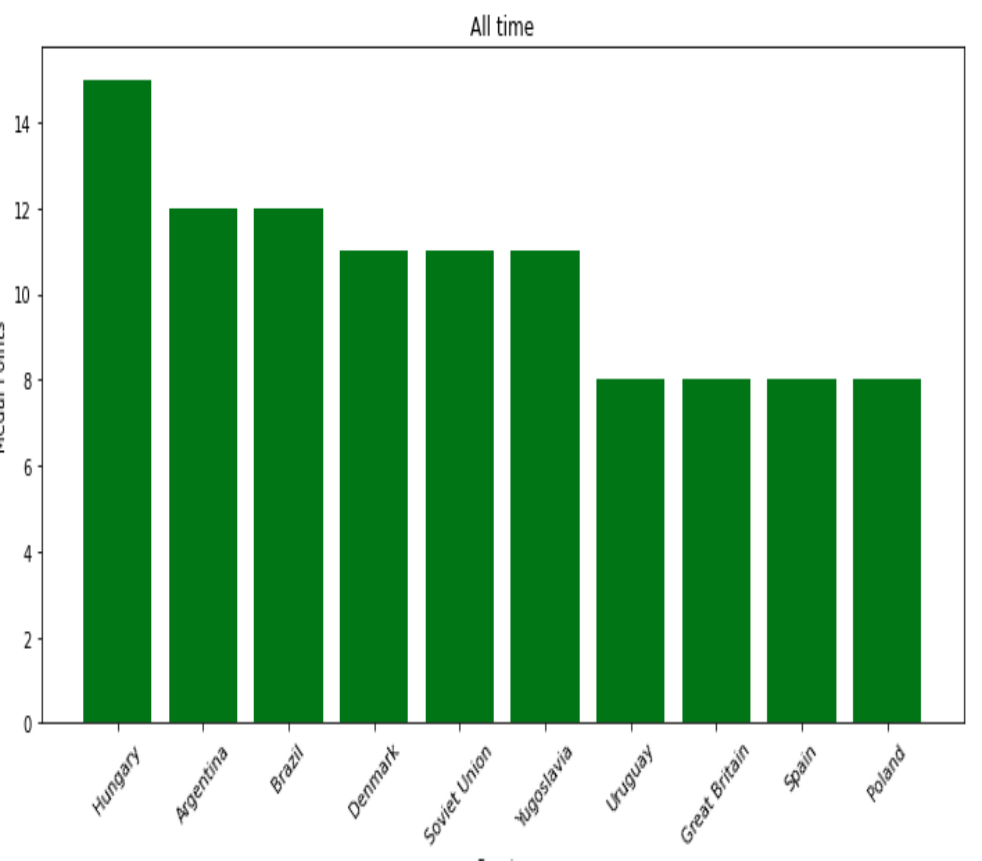 All time
14
12
10
8
6
4
2
0
Hungary
Argentina
Brazil
Denmark
Soviet Union
Yugoslavia
Uruguay
Great Britain
Spain
Poland